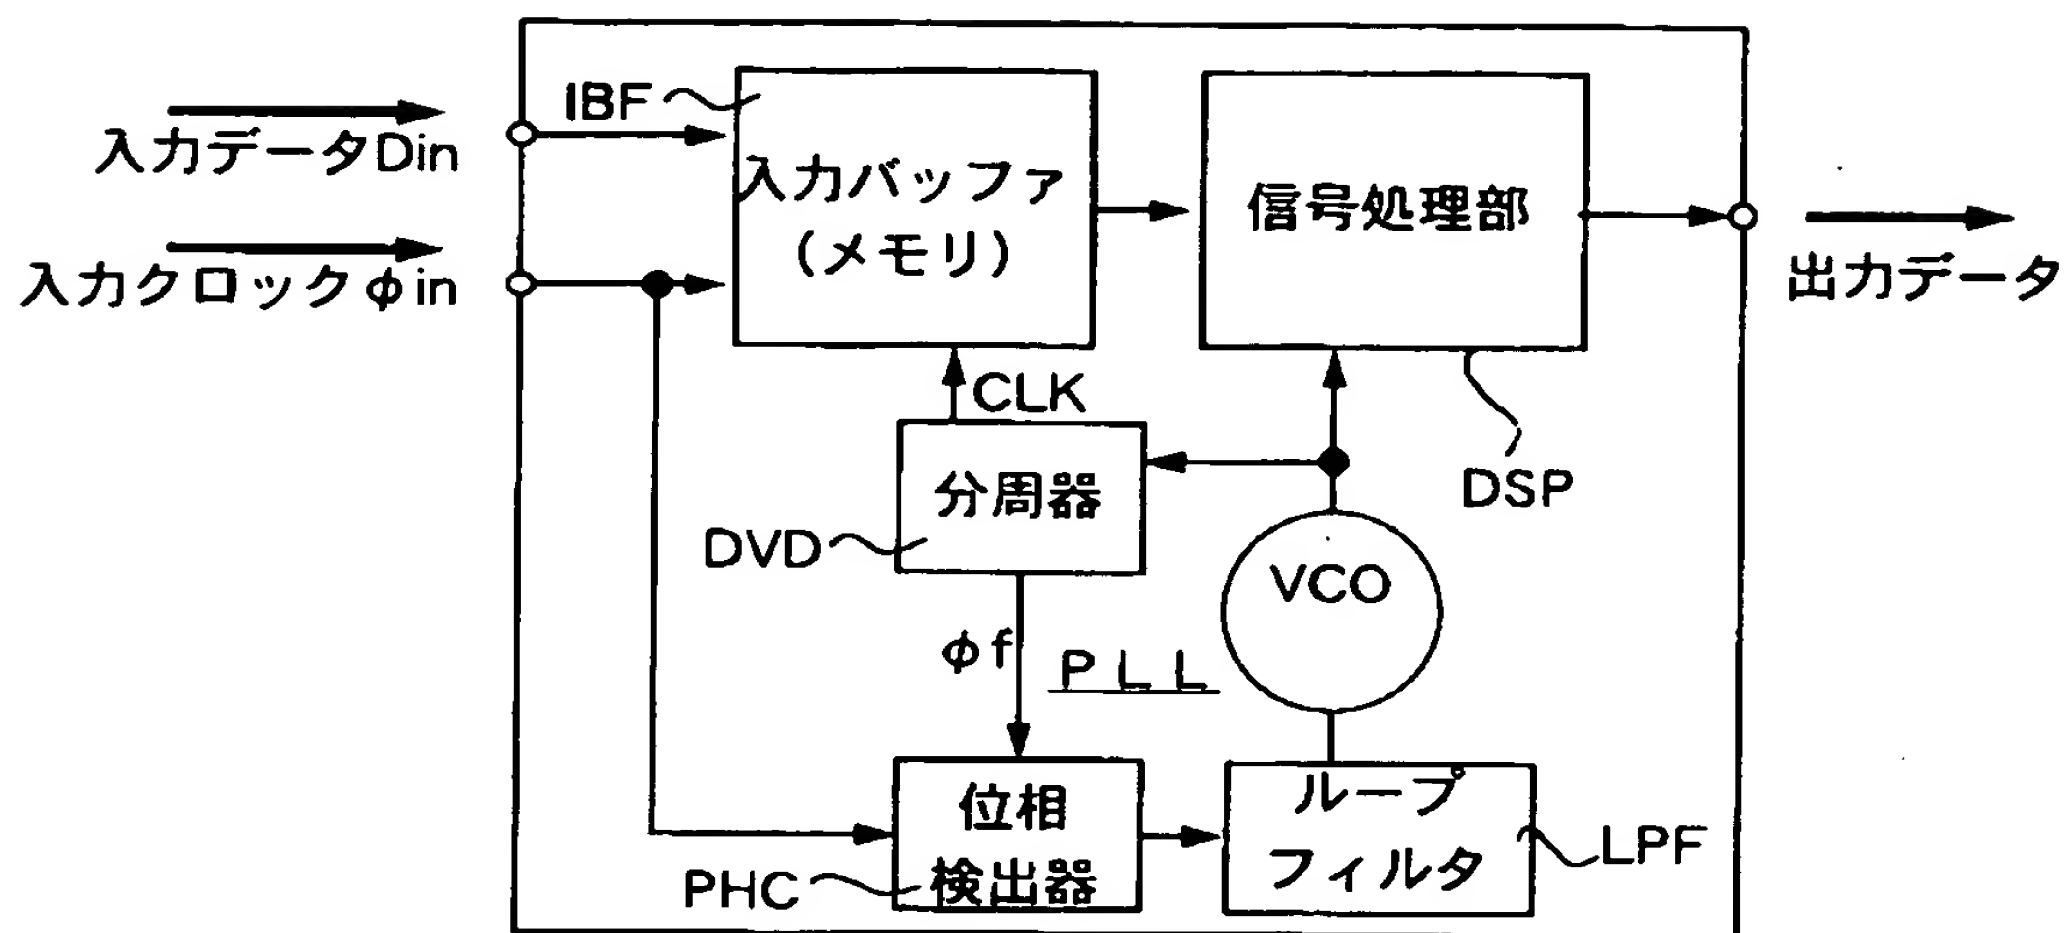 IBF
入力データDin
入力バッファ
(メモリ)
信号処理部
入力クロックφin
出力データ
CLK
DSP
分周器
DVD
VCO
φf
PLL
位相
検出器
PHC
ループ
フィルタ
LPF